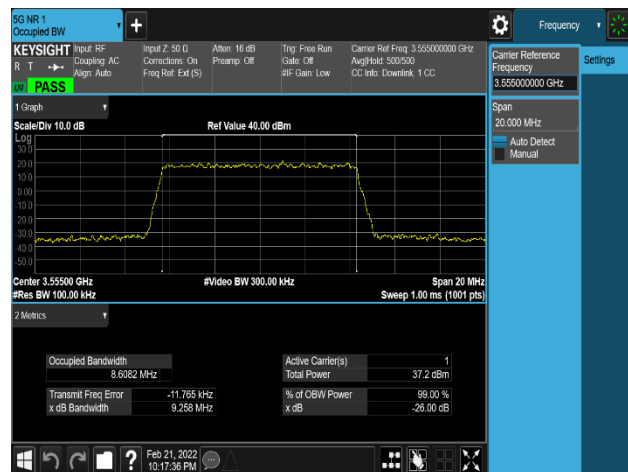 5G NR 1
Occupied BW
Frequency
KEYSIGHT
R T
LNI PASS
Input: RF
Coupling: AC
Align: Auto
Input Z: 50 Ω
Corrections: On
Freq Ref: Ext (S)
Atten: 16 dB
Preamp: Off
Trig: Free Run
Gate: Off
#IF Gain: Low
Carrier Ref Freq: 3.555000000 GHz
Avg|Hold: 500/500
CC Info: Downlink, 1 CC
Carrier Reference
Frequency
3.555000000 GHz
Span
20.000 MHz
Auto Detect
Manual
Settings
1 Graph
Scale/Div 10.0 dB
Ref Value 40.00 dBm
Log
30.0
20.0
10.0
0.00
-10.0
-20.0
-30.0
-40.0
-50.0
Center 3.55500 GHz
#Video BW 300.00 kHz
Span 20 MHz
#Res BW 100.00 kHz
Sweep 1.00 ms (1001 pts)
2 Metrics
Occupied Bandwidth
8.6082 MHz
Transmit Freq Error -11.765 kHz
x dB Bandwidth 9.258 MHz
Active Carrier(s) 1
Total Power 37.2 dBm
% of OBW Power 99.00 %
x dB -26.00 dB
?
Feb 21, 2022
10:17:36 PM